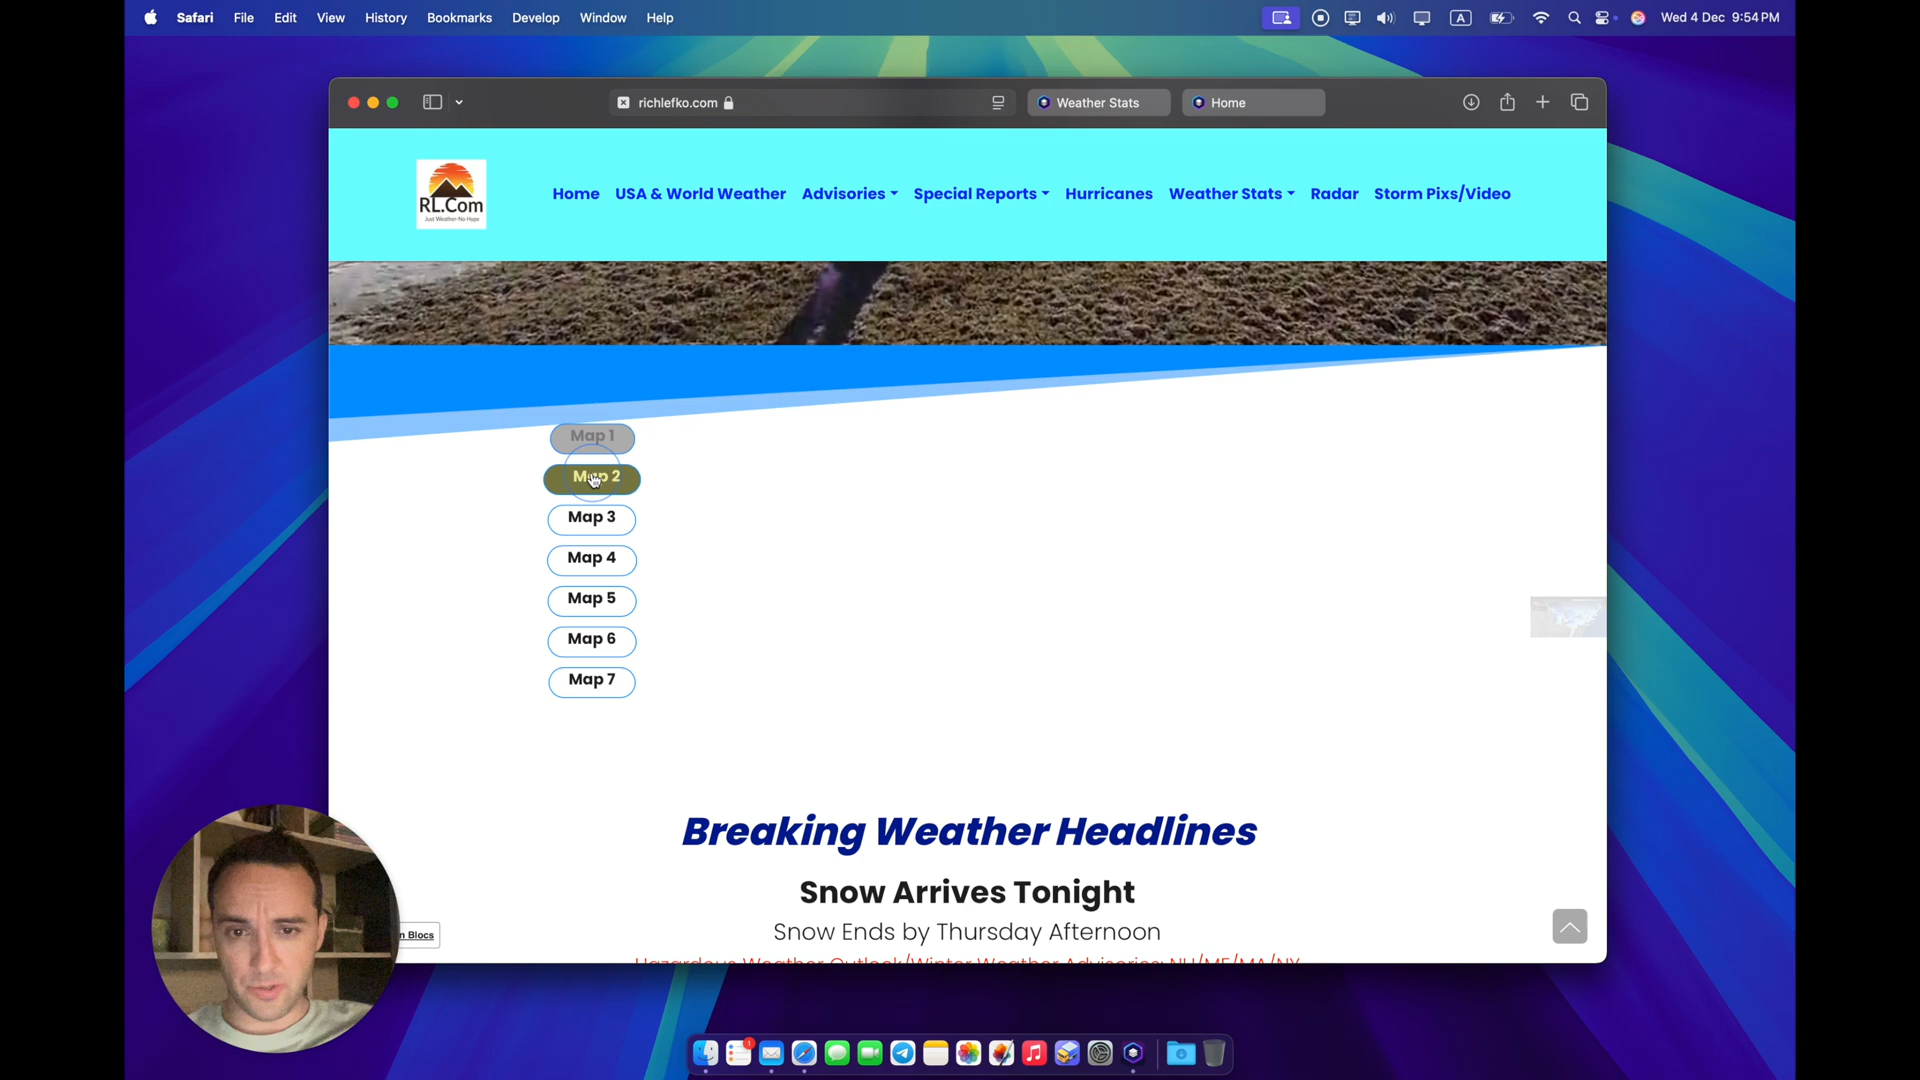 Safari File Edit View History Bookmarks Develop Window Help A Wed 4 Dec 9:54 PM
richlefko.com Weather Stats Home
RL.Com
Just Weather-No Hype
Home USA & World Weather Advisories Special Reports Hurricanes Weather Stats Radar Storm Pixs/Video
Map 1
Map 2
Map 3
Map 4
Map 5
Map 6
Map 7
Breaking Weather Headlines
Snow Arrives Tonight
Snow Ends by Thursday Afternoon
Hazardous Weather Outlook/Winter Weather Advisories: NH/ME/MA/NY
n Blocs
1